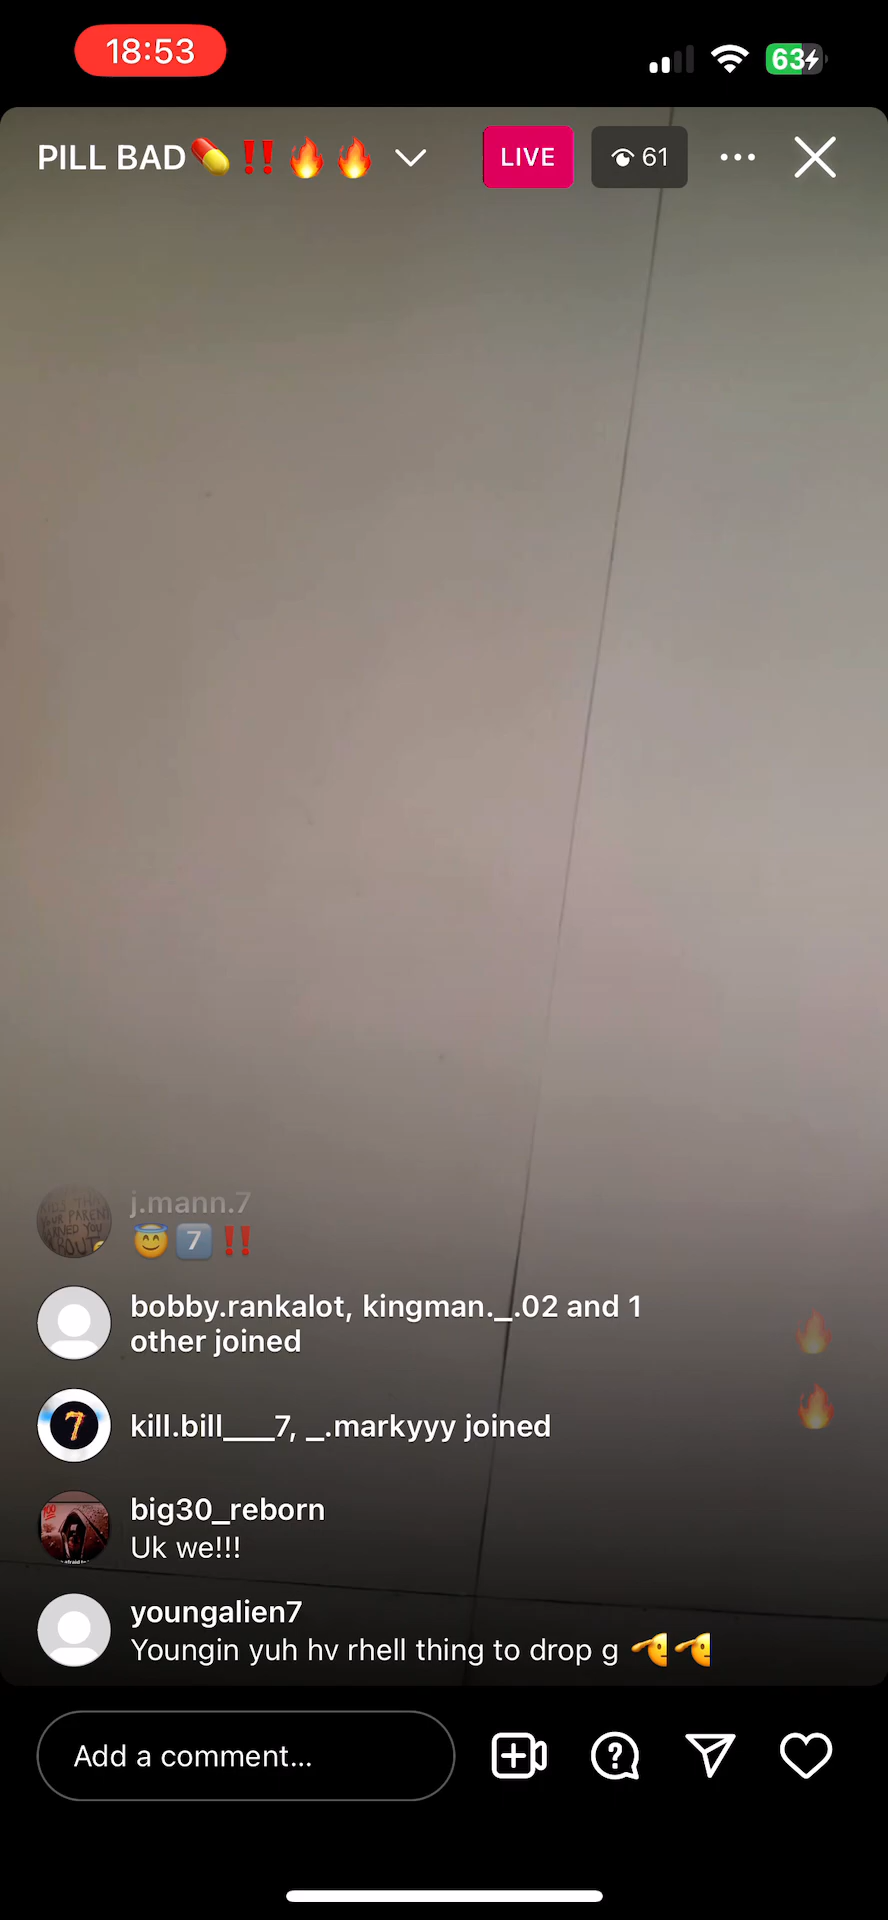 18:53
63
PILL BAD💊‼️🔥🔥
LIVE
61
j.mann.7
😇7️⃣‼️
bobby.rankalot, kingman._.02 and 1
other joined
kill.bill___7, _.markyyy joined
big30_reborn
Uk we!!!
youngalien7
Youngin yuh hv rhell thing to drop g 🫡🫡
Add a comment...